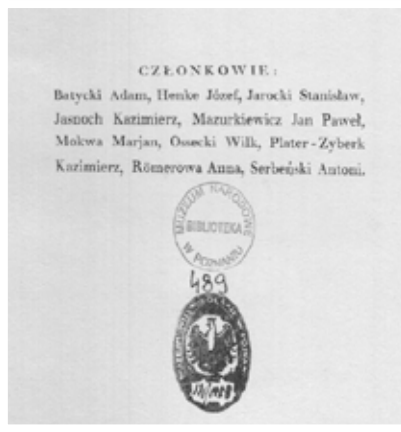 CZŁONKOWIE:
Batycki Adam, Henke Józef, Jarocki Stanisław,
Jasnoch Kazimierz, Mazurkiewicz Jan Paweł,
Mokwa Marjan, Ossecki Wilk, Plater-Zyberk
Kazimierz, Römerowa Anna, Serbeński Antoni.
MUZEUM NARODOWE
BIBLIOTEKA
W POZNANIU
489